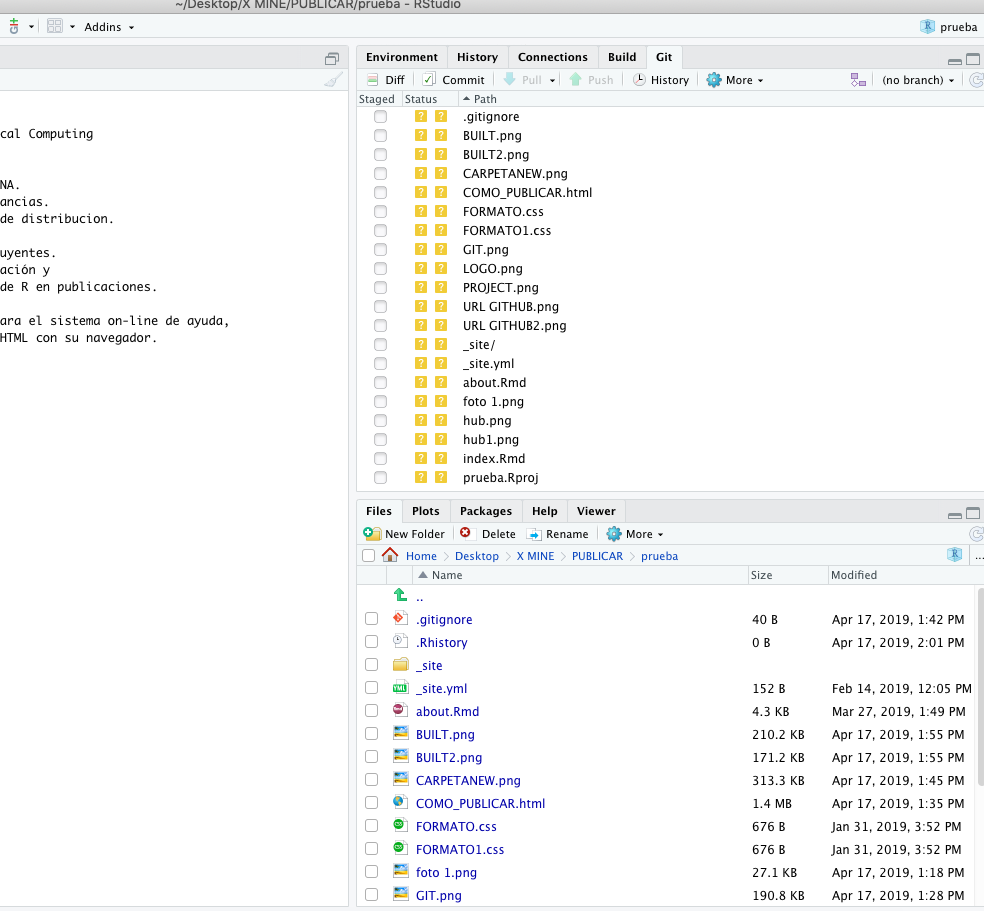 ~/Desktop/X MINE/PUBLICAR/prueba - RStudio
Addins
prueba
cal Computing
NA.
ancias.
de distribucion.
uyentes.
ación y
de R en publicaciones.
ara el sistema on-line de ayuda,
HTML con su navegador.
Environment History Connections Build Git
Diff Commit Pull Push History More (no branch)
Staged Status Path
? ? .gitignore
? ? BUILT.png
? ? BUILT2.png
? ? CARPETANEW.png
? ? COMO_PUBLICAR.html
? ? FORMATO.css
? ? FORMATO1.css
? ? GIT.png
? ? LOGO.png
? ? PROJECT.png
? ? URL GITHUB.png
? ? URL GITHUB2.png
? ? _site/
? ? _site.yml
? ? about.Rmd
? ? foto 1.png
? ? hub.png
? ? hub1.png
? ? index.Rmd
? ? prueba.Rproj
Files Plots Packages Help Viewer
New Folder Delete Rename More
Home Desktop X MINE PUBLICAR prueba ...
Name Size Modified
..
.gitignore 40 B Apr 17, 2019, 1:42 PM
.Rhistory 0 B Apr 17, 2019, 2:01 PM
_site
_site.yml 152 B Feb 14, 2019, 12:05 PM
about.Rmd 4.3 KB Mar 27, 2019, 1:49 PM
BUILT.png 210.2 KB Apr 17, 2019, 1:55 PM
BUILT2.png 171.2 KB Apr 17, 2019, 1:55 PM
CARPETANEW.png 313.3 KB Apr 17, 2019, 1:45 PM
COMO_PUBLICAR.html 1.4 MB Apr 17, 2019, 1:35 PM
FORMATO.css 676 B Jan 31, 2019, 3:52 PM
FORMATO1.css 676 B Jan 31, 2019, 3:52 PM
foto 1.png 27.1 KB Apr 17, 2019, 1:18 PM
GIT.png 190.8 KB Apr 17, 2019, 1:28 PM